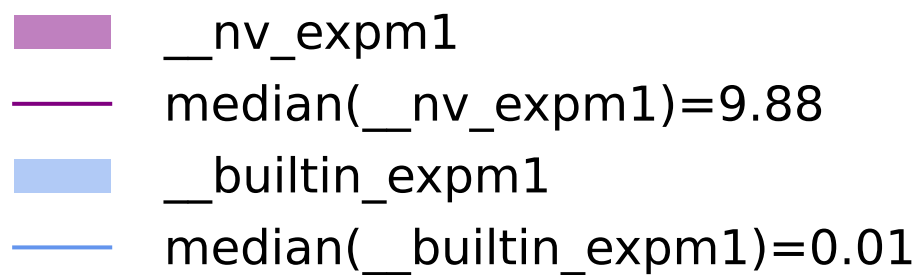 __nv_expm1
median(__nv_expm1)=9.88
__builtin_expm1
median(__builtin_expm1)=0.01